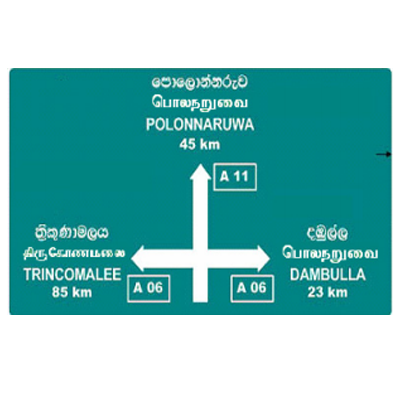 පොලොන්නරුව
பொலநறுவை
POLONNARUWA
45 km
A 11
ත්‍රිකුණාමලය
திருகோணமலை
TRINCOMALEE
85 km
A 06
දඹුල්ල
பொலநறுவை
DAMBULLA
23 km
A 06